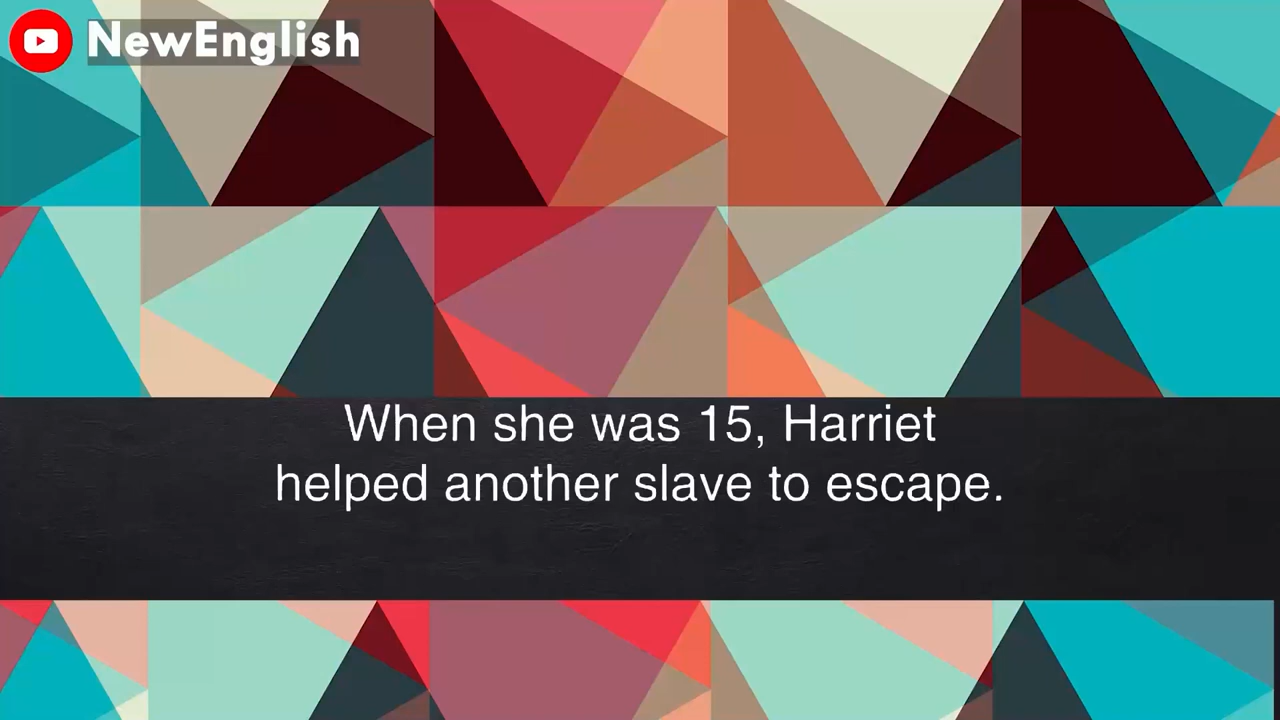 NewEnglish
When she was 15, Harriet
helped another slave to escape.